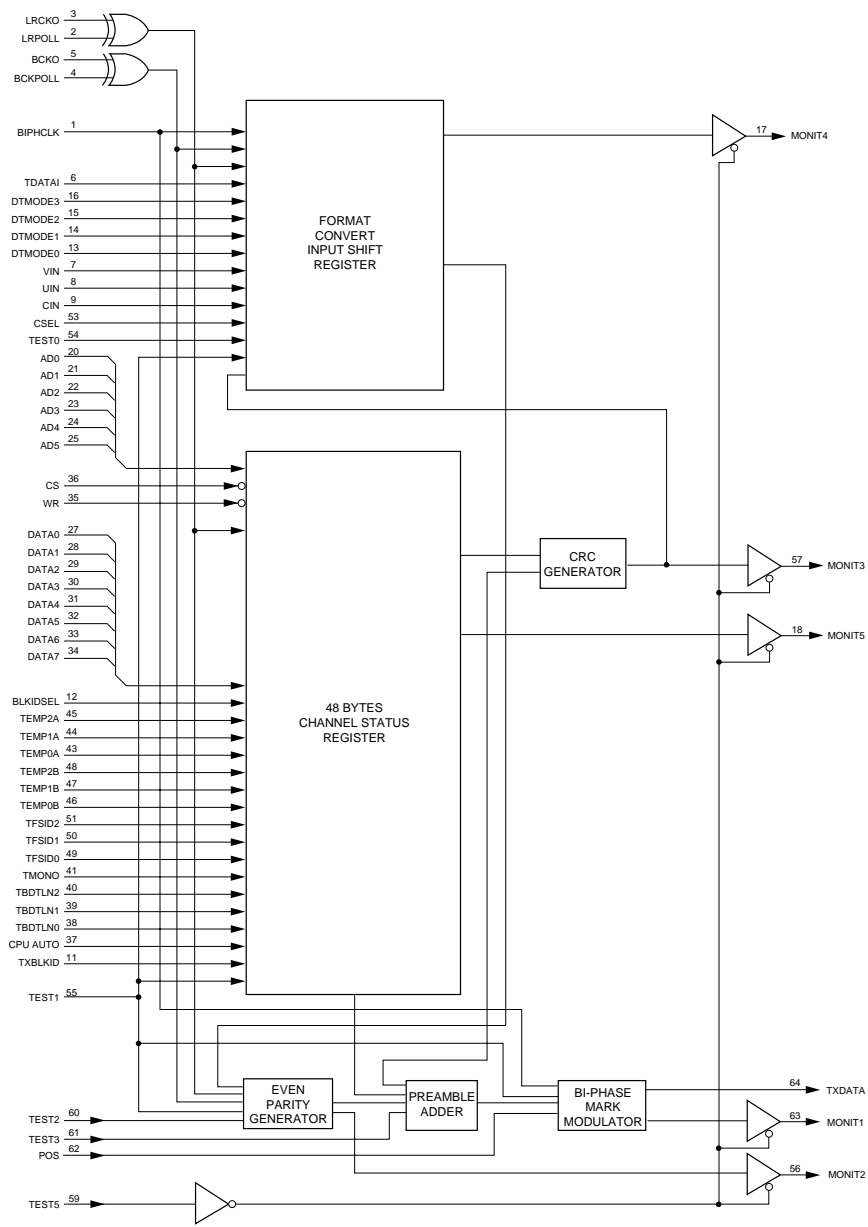 LRCKO 3
LRPOLL 2
BCKO 5
BCKPOLL 4
BIPHCLK 1
TDATAI 6
DTMODE3 16
DTMODE2 15
DTMODE1 14
DTMODE0 13
VIN 7
UIN 8
CIN 9
CSEL 53
TEST0 54
AD0 20
AD1 21
AD2 22
AD3 23
AD4 24
AD5 25
CS 36
WR 35
DATA0 27
DATA1 28
DATA2 29
DATA3 30
DATA4 31
DATA5 32
DATA6 33
DATA7 34
BLKIDSEL 12
TEMP2A 45
TEMP1A 44
TEMP0A 43
TEMP2B 48
TEMP1B 47
TEMP0B 46
TFSID2 51
TFSID1 50
TFSID0 49
TMONO 41
TBDTLN2 40
TBDTLN1 39
TBDTLN0 38
CPU AUTO 37
TXBLKID 11
TEST1 55
TEST2 60
TEST3 61
POS 62
TEST5 59
FORMAT
CONVERT
INPUT SHIFT
REGISTER
48 BYTES
CHANNEL STATUS
REGISTER
CRC
GENERATOR
EVEN
PARITY
GENERATOR
PREAMBLE
ADDER
BI-PHASE
MARK
MODULATOR
17 MONIT4
57 MONIT3
18 MONIT5
64 TXDATA
63 MONIT1
56 MONIT2